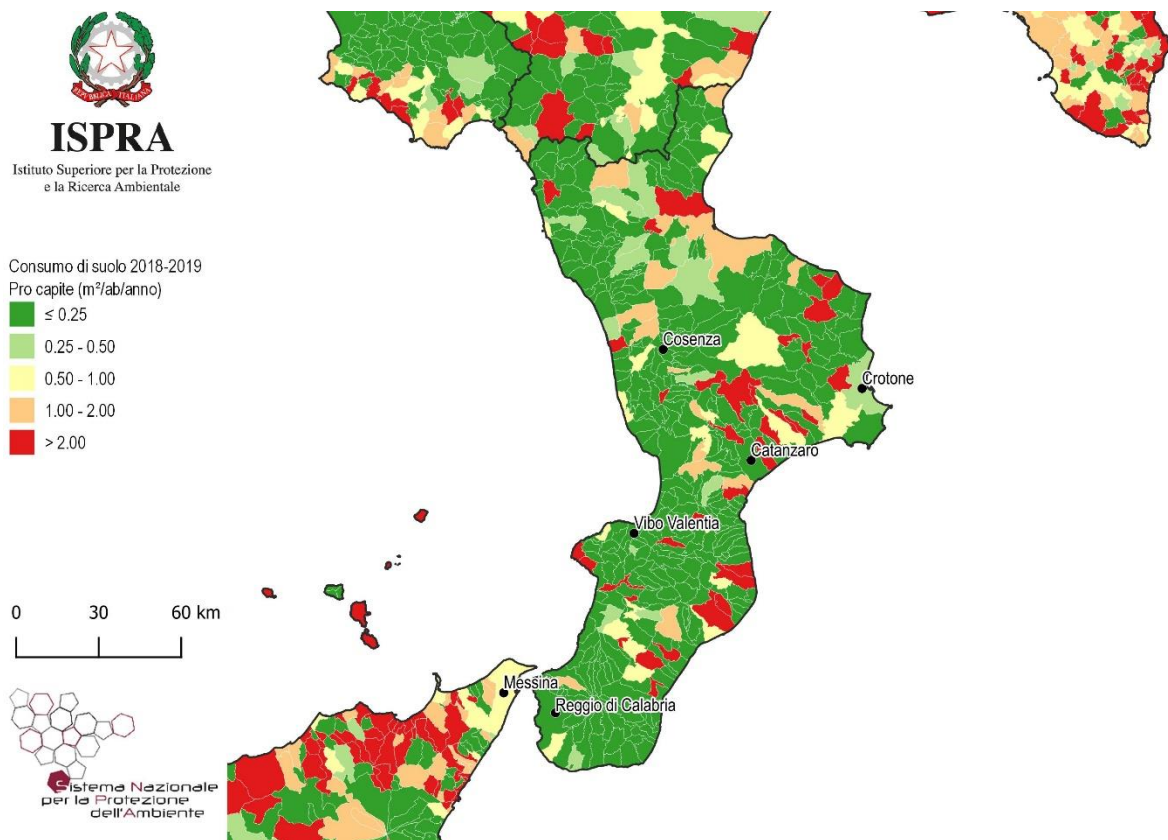 REPVBBLICA ITALIANA
ISPRA
Istituto Superiore per la Protezione
e la Ricerca Ambientale
Consumo di suolo 2018-2019
Pro capite (m²/ab/anno)
≤ 0.25
0.25 - 0.50
0.50 - 1.00
1.00 - 2.00
> 2.00
Cosenza
Crotone
Catanzaro
Vibo Valentia
0 30 60 km
Messina
Reggio di Calabria
Sistema Nazionale
per la Protezione
dell'Ambiente